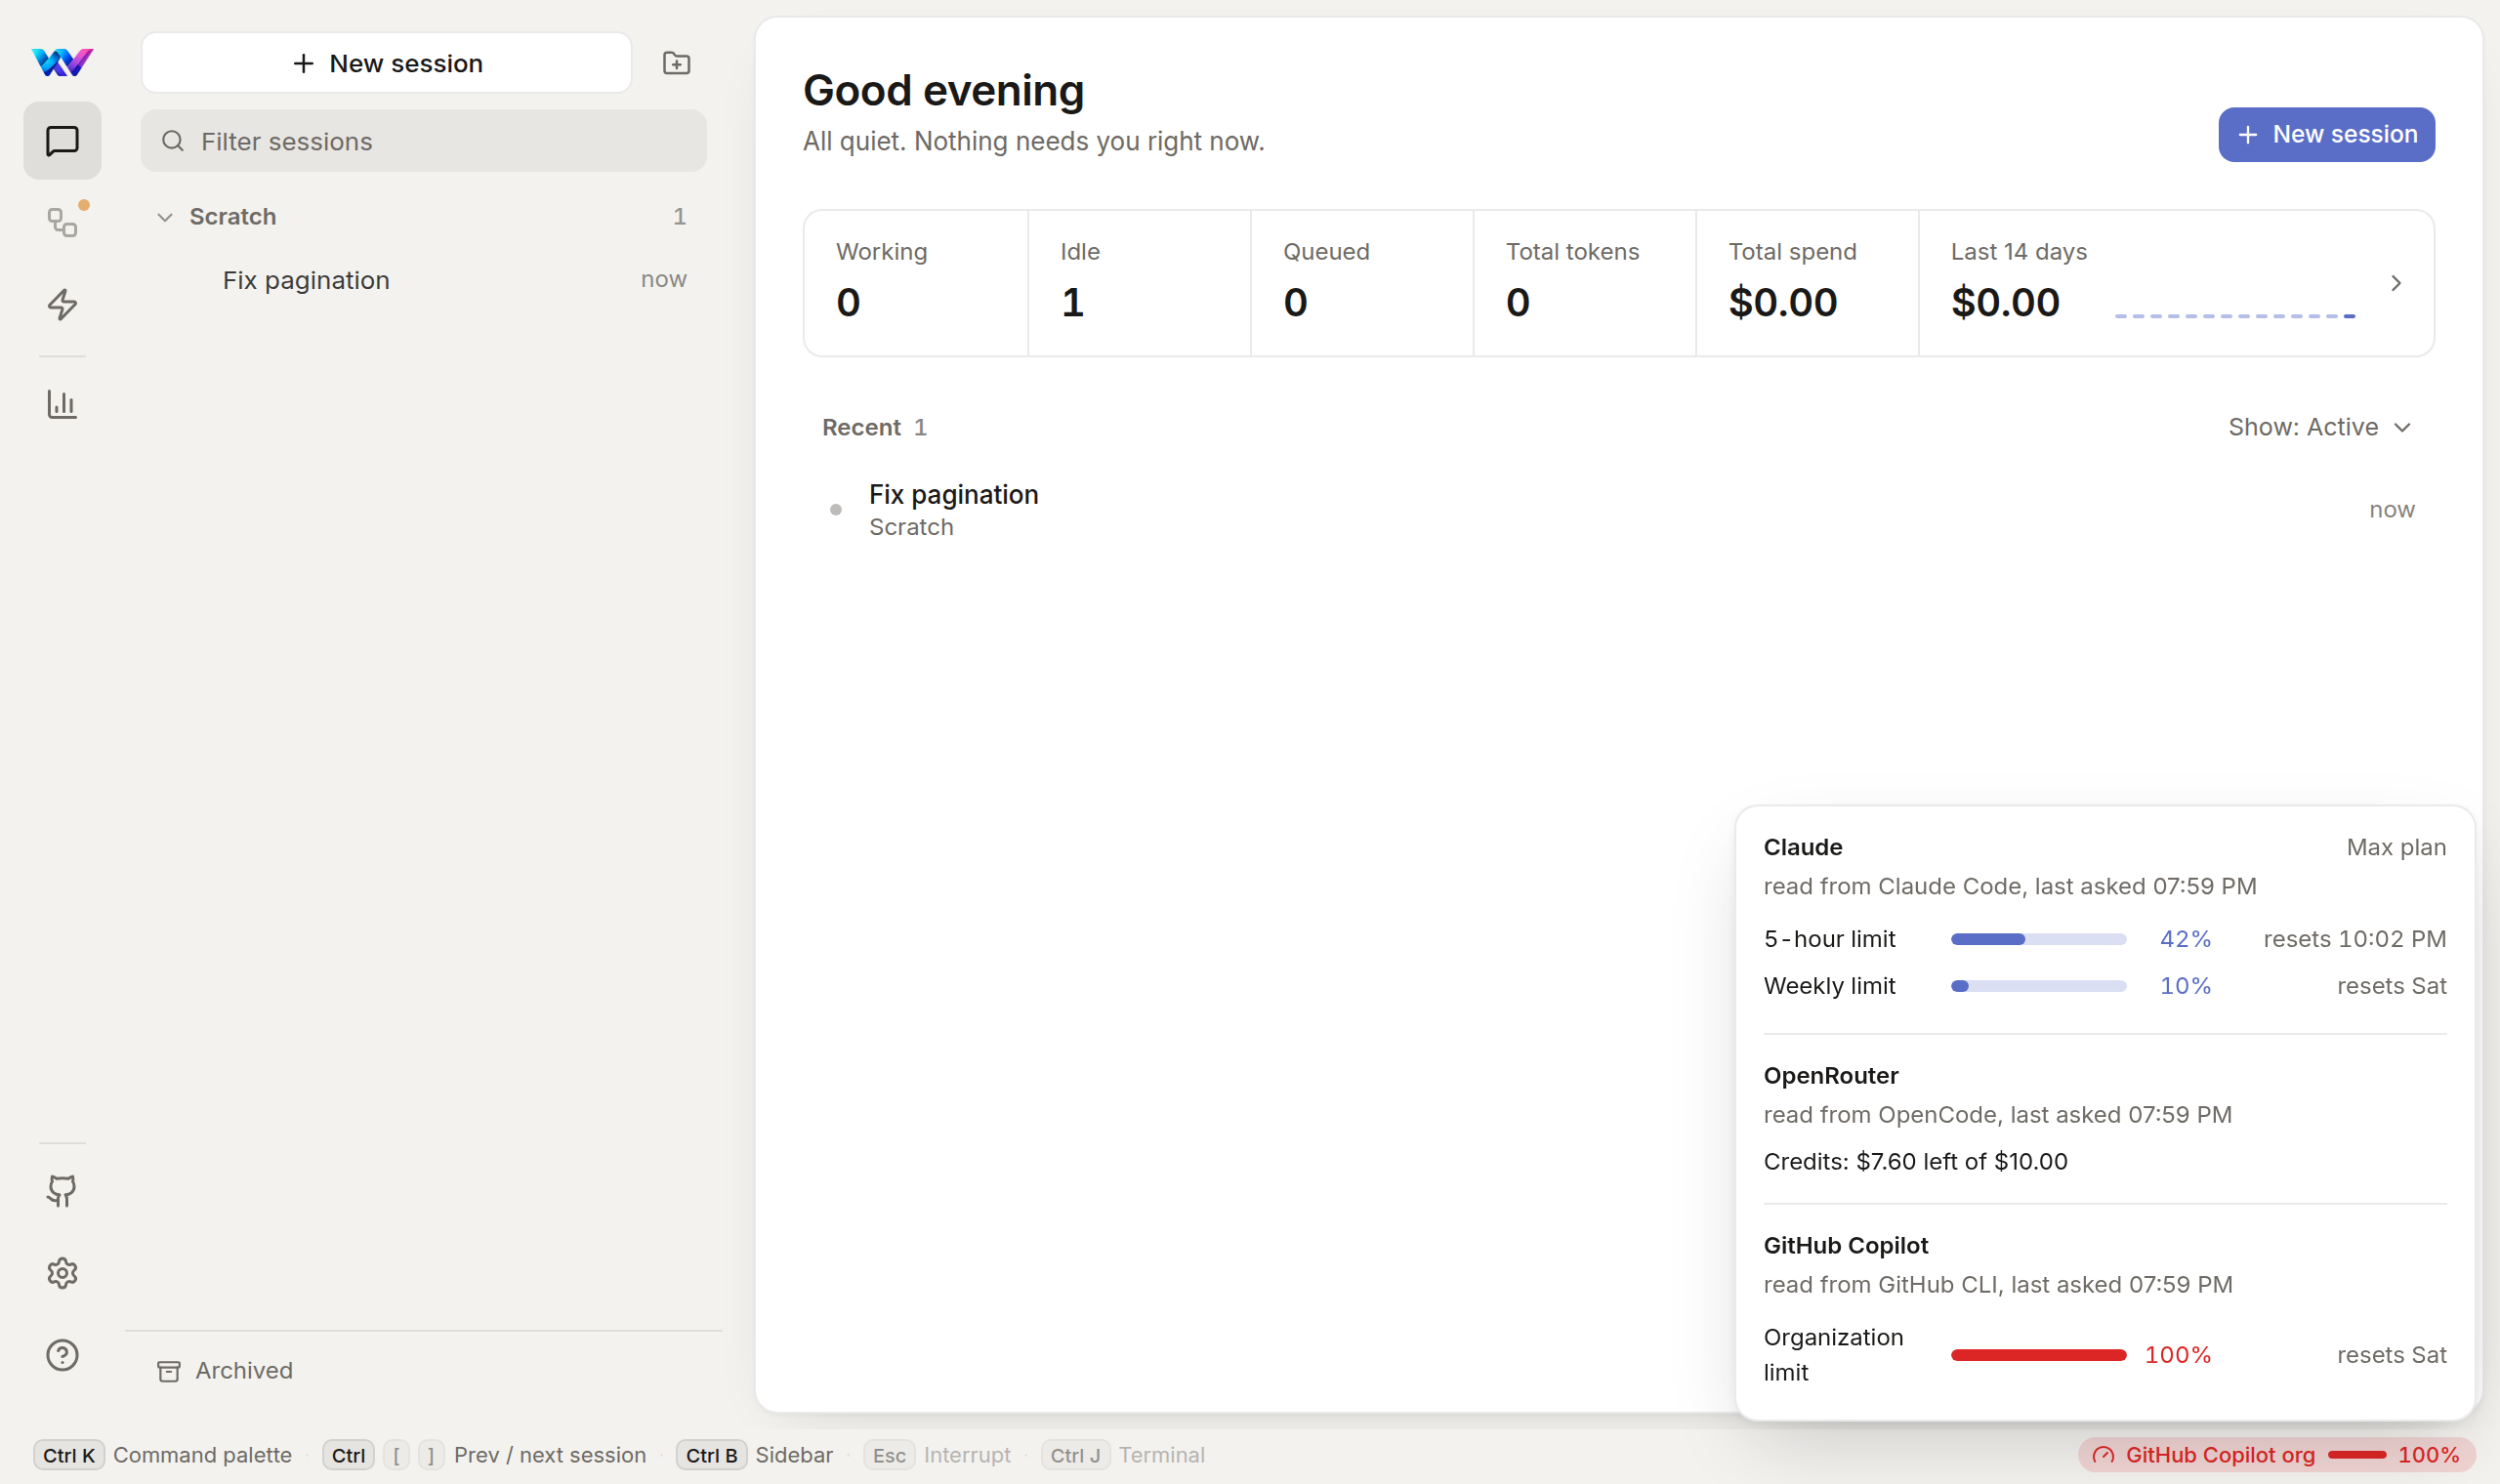 New session
Filter sessions
Scratch 1
Fix pagination now
Archived
Good evening
All quiet. Nothing needs you right now.
New session
Working
0
Idle
1
Queued
0
Total tokens
0
Total spend
$0.00
Last 14 days
$0.00
Recent 1
Show: Active
Fix pagination
Scratch
now
Claude Max plan
read from Claude Code, last asked 07:59 PM
5-hour limit 42% resets 10:02 PM
Weekly limit 10% resets Sat
OpenRouter
read from OpenCode, last asked 07:59 PM
Credits: $7.60 left of $10.00
GitHub Copilot
read from GitHub CLI, last asked 07:59 PM
Organization
limit
100% resets Sat
Ctrl K Command palette · Ctrl [ ] Prev / next session · Ctrl B Sidebar · Esc Interrupt · Ctrl J Terminal
GitHub Copilot org 100%